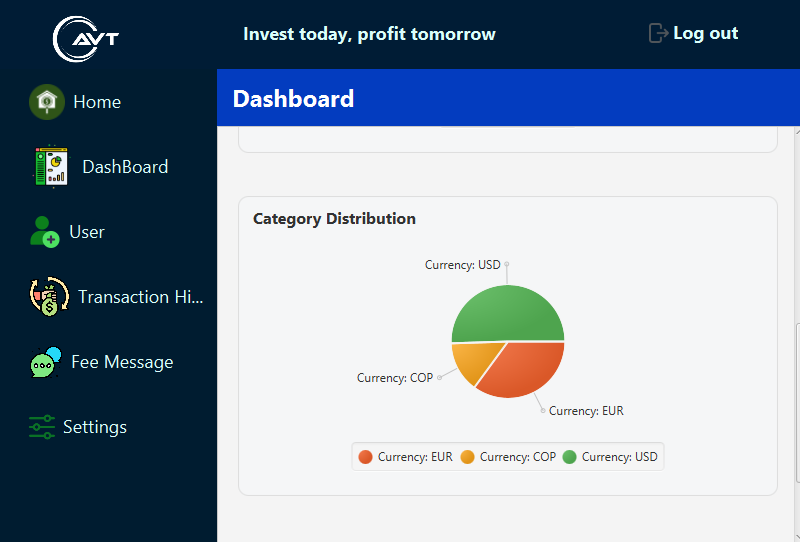 AVT
Invest today, profit tomorrow
Log out
Home
DashBoard
User
Transaction Hi...
Fee Message
Settings
Dashboard
Category Distribution
Currency: USD
Currency: COP
Currency: EUR
Currency: EUR Currency: COP Currency: USD